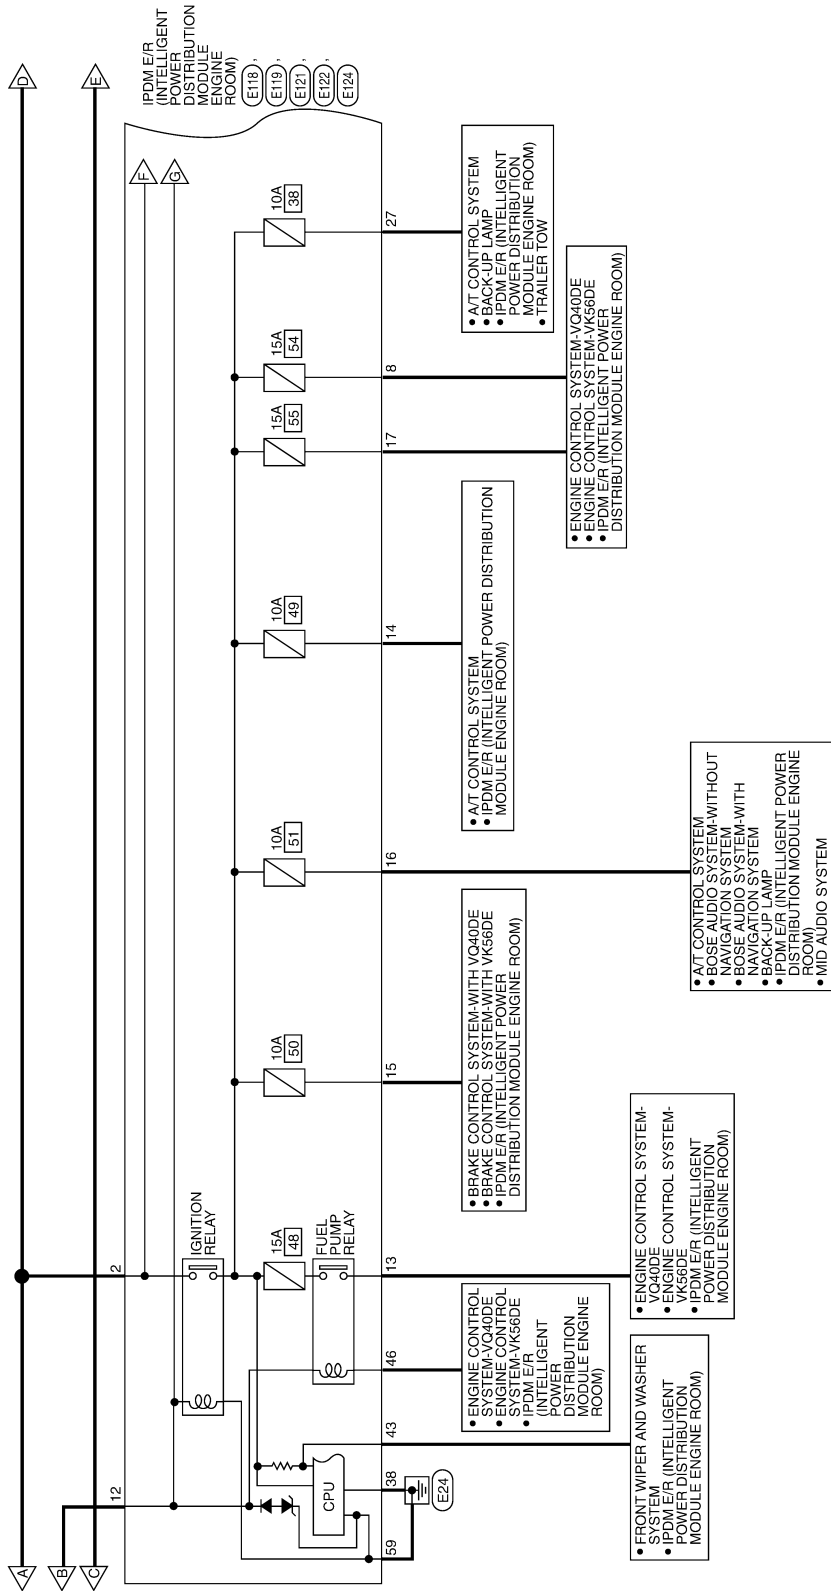 A
B
C
D
E
IPDM E/R
(INTELLIGENT
POWER
DISTRIBUTION
MODULE
ENGINE
ROOM)
E118 ,
E119 ,
E121 ,
E122 ,
E124
F
G
12
2
IGNITION
RELAY
15A
48
10A
50
10A
51
10A
49
15A
55
15A
54
10A
38
FUEL
PUMP
RELAY
CPU
59
38
43
46
13
15
16
14
17
8
27
E24
• FRONT WIPER AND WASHER
SYSTEM
• IPDM E/R (INTELLIGENT
POWER DISTRIBUTION
MODULE ENGINE ROOM)
• ENGINE CONTROL
SYSTEM-VQ40DE
• ENGINE CONTROL
SYSTEM-VK56DE
• IPDM E/R
(INTELLIGENT
POWER
DISTRIBUTION
MODULE ENGINE
ROOM)
• ENGINE CONTROL SYSTEM-
VQ40DE
• ENGINE CONTROL SYSTEM-
VK56DE
• IPDM E/R (INTELLIGENT
POWER DISTRIBUTION
MODULE ENGINE ROOM)
• BRAKE CONTROL SYSTEM-WITH VQ40DE
• BRAKE CONTROL SYSTEM-WITH VK56DE
• IPDM E/R (INTELLIGENT POWER
DISTRIBUTION MODULE ENGINE ROOM)
• A/T CONTROL SYSTEM
• BOSE AUDIO SYSTEM-WITHOUT
NAVIGATION SYSTEM
• BOSE AUDIO SYSTEM-WITH
NAVIGATION SYSTEM
• BACK-UP LAMP
• IPDM E/R (INTELLIGENT POWER
DISTRIBUTION MODULE ENGINE
ROOM)
• MID AUDIO SYSTEM
• A/T CONTROL SYSTEM
• IPDM E/R (INTELLIGENT POWER DISTRIBUTION
MODULE ENGINE ROOM)
• ENGINE CONTROL SYSTEM-VQ40DE
• ENGINE CONTROL SYSTEM-VK56DE
• IPDM E/R (INTELLIGENT POWER
DISTRIBUTION MODULE ENGINE ROOM)
• A/T CONTROL SYSTEM
• BACK-UP LAMP
• IPDM E/R (INTELLIGENT
POWER DISTRIBUTION
MODULE ENGINE ROOM)
• TRAILER TOW